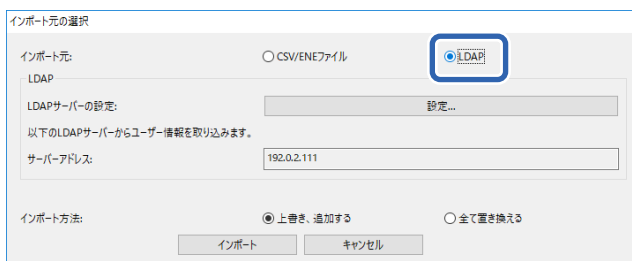 インポート元の選択
インポート元: CSV/ENEファイル LDAP
LDAP
LDAPサーバーの設定: 設定...
以下のLDAPサーバーからユーザー情報を取り込みます。
サーバーアドレス: 192.0.2.111
インポート方法: 上書き、追加する 全て置き換える
インポート キャンセル